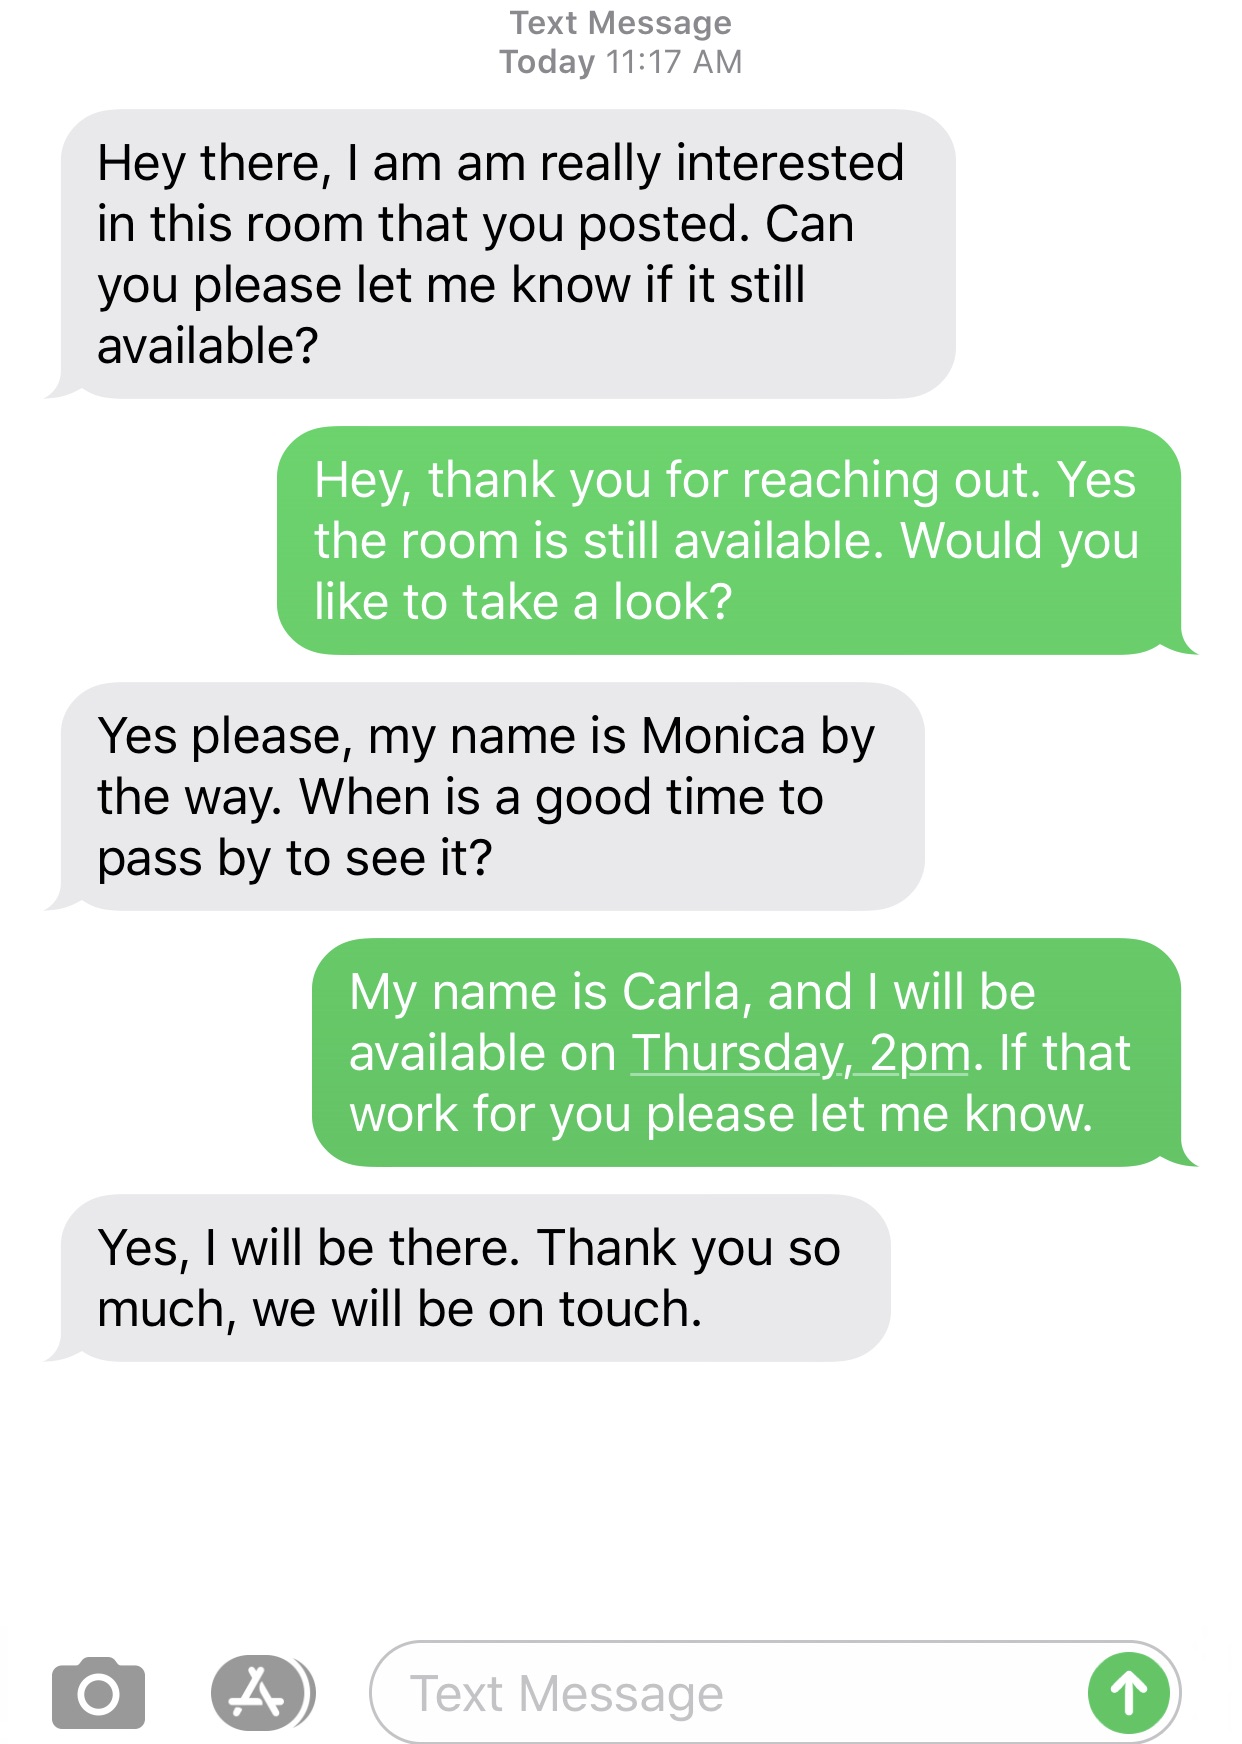 Text Message
Today 11:17 AM
Hey there, I am am really interested
in this room that you posted. Can
you please let me know if it still
available?
Hey, thank you for reaching out. Yes
the room is still available. Would you
like to take a look?
Yes please, my name is Monica by
the way. When is a good time to
pass by to see it?
My name is Carla, and I will be
available on Thursday, 2pm. If that
work for you please let me know.
Yes, I will be there. Thank you so
much, we will be on touch.
Text Message